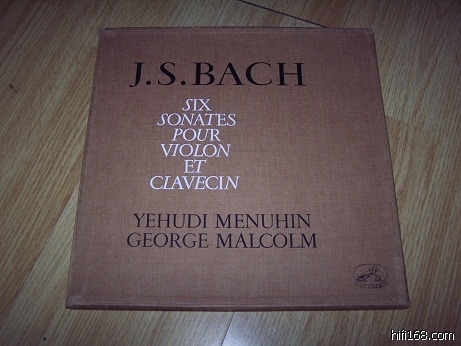 J.S.BACH
SIX
SONATES
POUR
VIOLON
ET
CLAVECIN
YEHUDI MENUHIN
GEORGE MALCOLM
hifi168.com